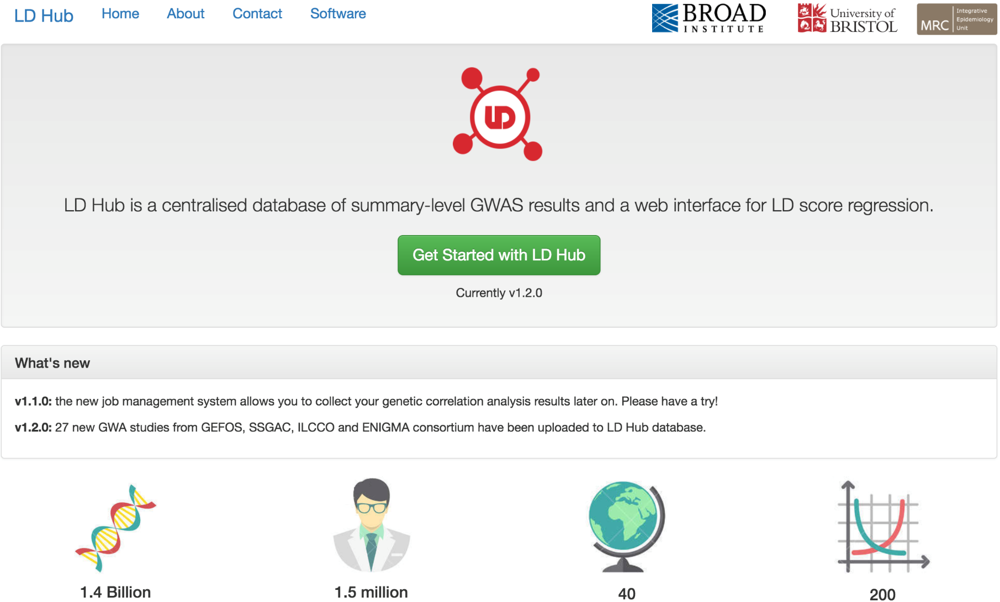 LD Hub Home About Contact Software
BROAD
INSTITUTE
University of
BRISTOL
MRC
Integrative
Epidemiology
Unit
LD
LD Hub is a centralised database of summary-level GWAS results and a web interface for LD score regression.
Get Started with LD Hub
Currently v1.2.0
What's new
v1.1.0: the new job management system allows you to collect your genetic correlation analysis results later on. Please have a try!
v1.2.0: 27 new GWA studies from GEFOS, SSGAC, ILCCO and ENIGMA consortium have been uploaded to LD Hub database.
1.4 Billion 1.5 million 40 200